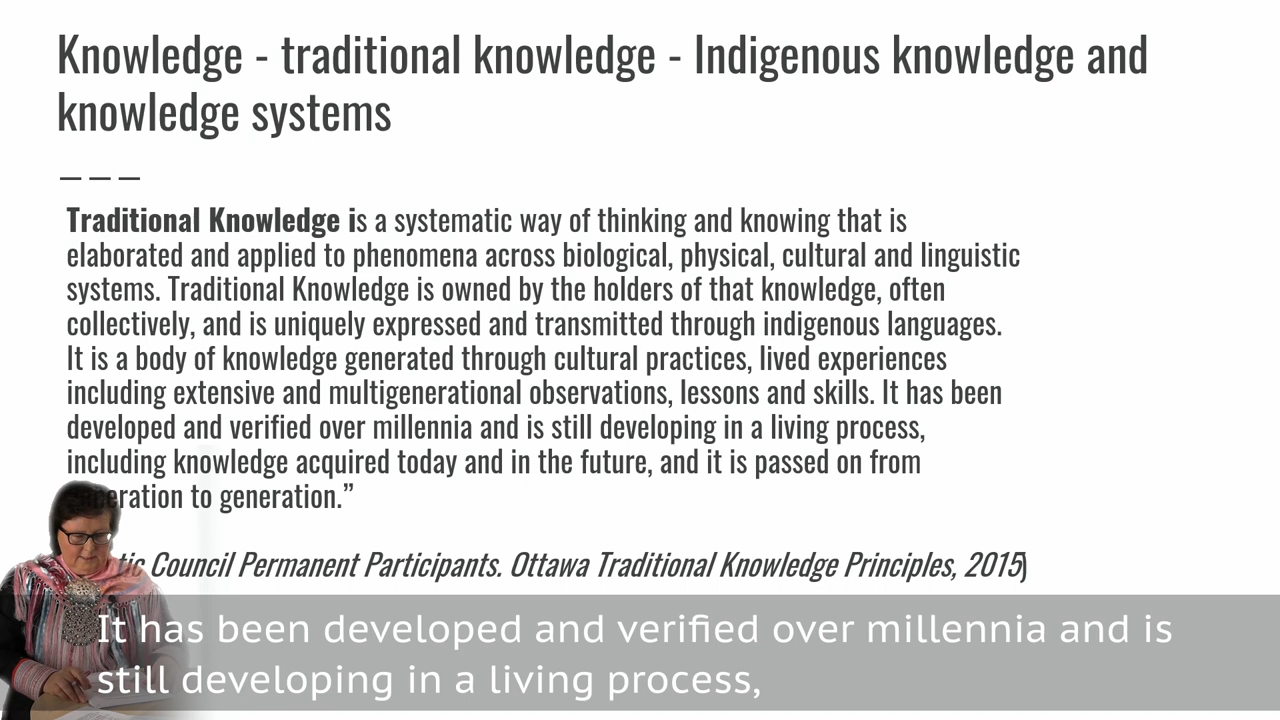 Knowledge - traditional knowledge - Indigenous knowledge and
knowledge systems
Traditional Knowledge is a systematic way of thinking and knowing that is
elaborated and applied to phenomena across biological, physical, cultural and linguistic
systems. Traditional Knowledge is owned by the holders of that knowledge, often
collectively, and is uniquely expressed and transmitted through indigenous languages.
It is a body of knowledge generated through cultural practices, lived experiences
including extensive and multigenerational observations, lessons and skills. It has been
developed and verified over millennia and is still developing in a living process,
including knowledge acquired today and in the future, and it is passed on from
generation to generation.”
Council Permanent Participants. Ottawa Traditional Knowledge Principles, 2015)
It has been developed and verified over millennia and is
still developing in a living process,